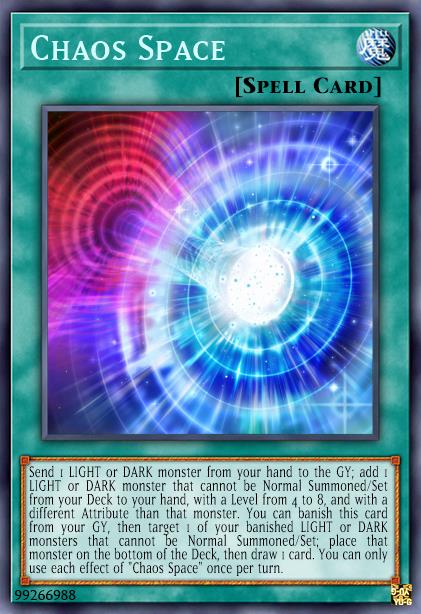 Chaos Space
魔
[Spell Card]
Send 1 LIGHT or DARK monster from your hand to the GY; add 1
LIGHT or DARK monster that cannot be Normal Summoned/Set
from your Deck to your hand, with a Level from 4 to 8, and with a
different Attribute than that monster. You can banish this card
from your GY, then target 1 of your banished LIGHT or DARK
monsters that cannot be Normal Summoned/Set; place that
monster on the bottom of the Deck, then draw 1 card. You can only
use each effect of "Chaos Space" once per turn.
99266988